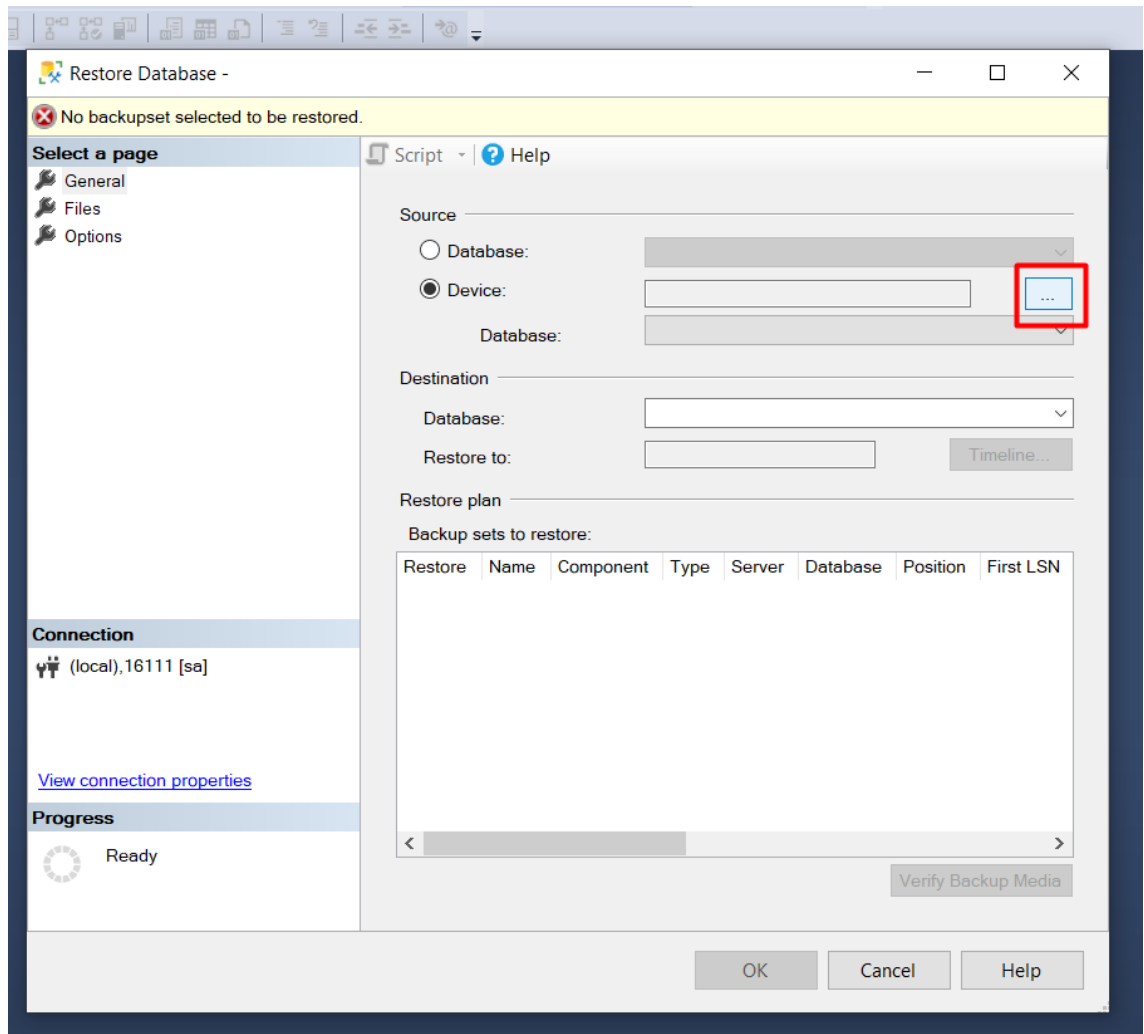 Restore Database -
No backupset selected to be restored.
Select a page
General
Files
Options
Script
Help
Source
Database:
Device:
...
Database:
Destination
Database:
Restore to:
Timeline...
Restore plan
Backup sets to restore:
Restore Name Component Type Server Database Position First LSN
Connection
(local),16111 [sa]
View connection properties
Progress
Ready
Verify Backup Media
OK
Cancel
Help